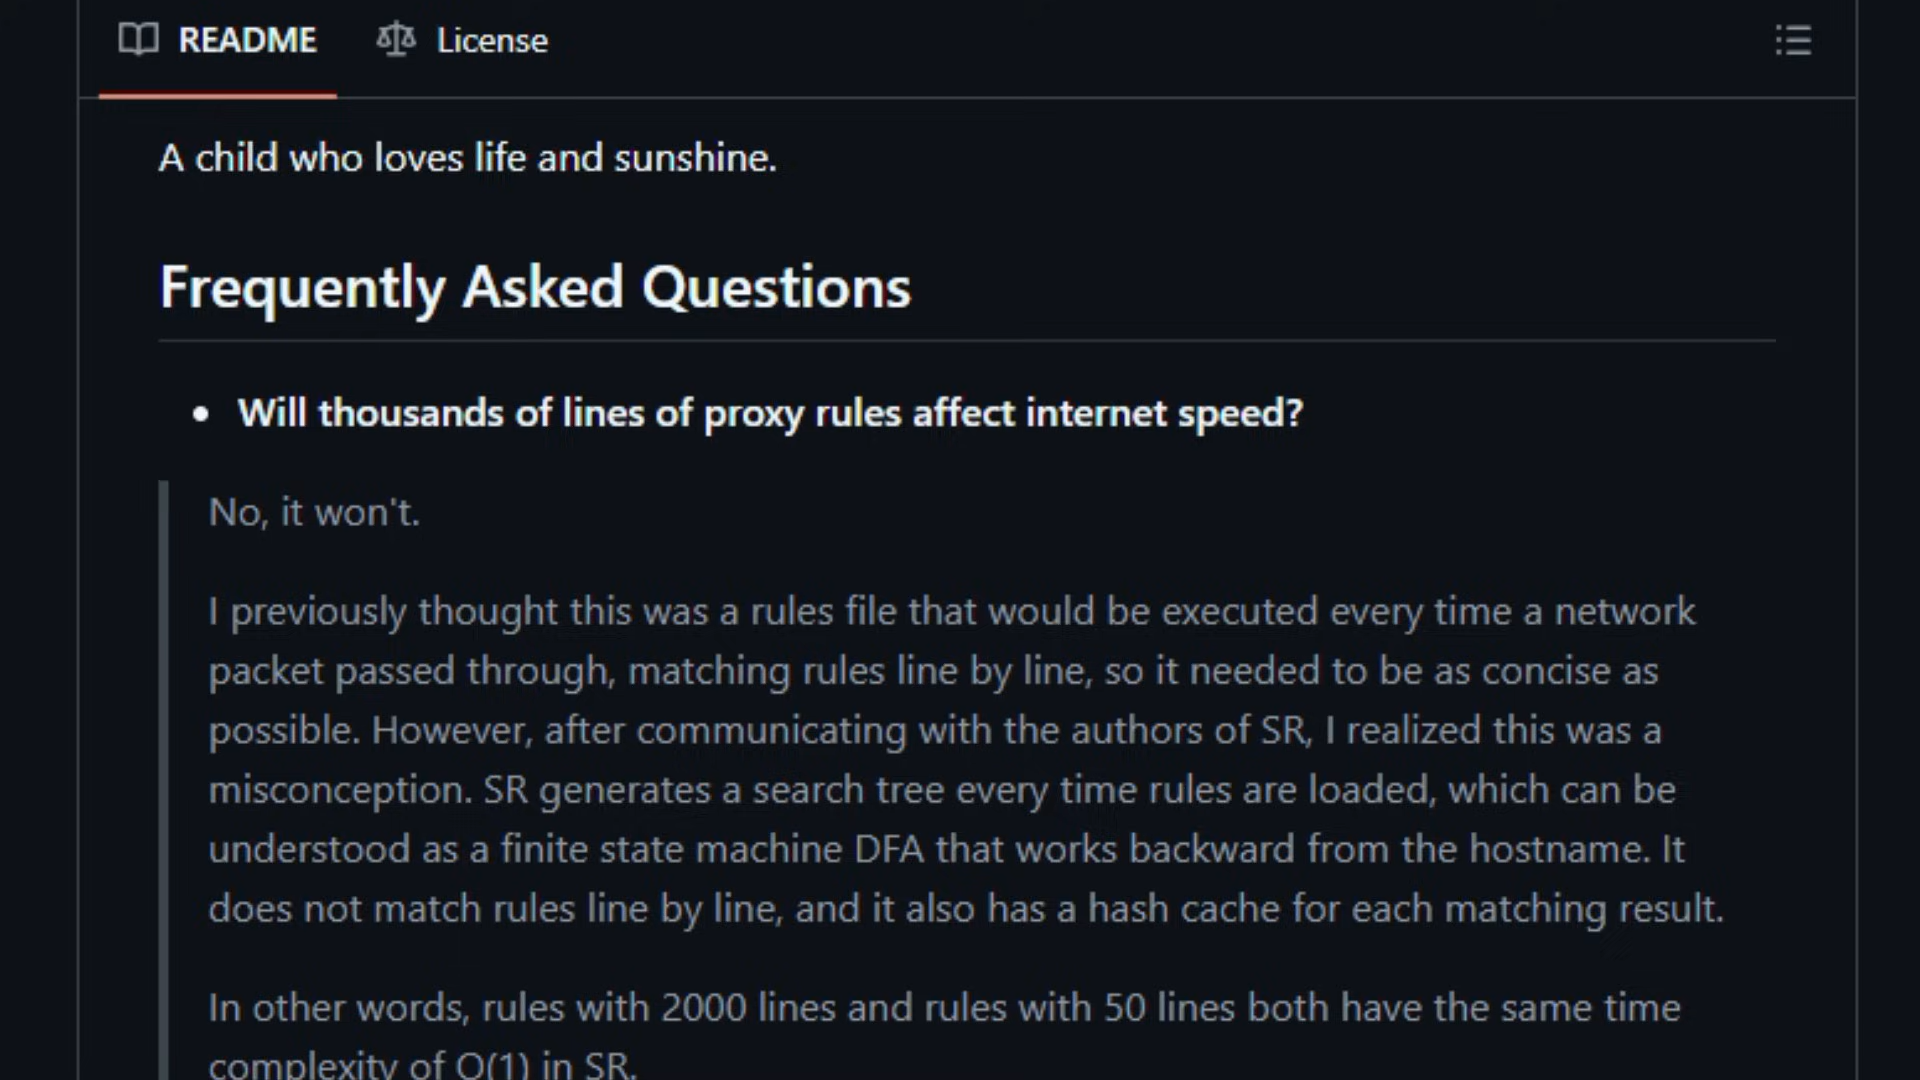 README License
A child who loves life and sunshine.
Frequently Asked Questions
• Will thousands of lines of proxy rules affect internet speed?
No, it won't.
I previously thought this was a rules file that would be executed every time a network
packet passed through, matching rules line by line, so it needed to be as concise as
possible. However, after communicating with the authors of SR, I realized this was a
misconception. SR generates a search tree every time rules are loaded, which can be
understood as a finite state machine DFA that works backward from the hostname. It
does not match rules line by line, and it also has a hash cache for each matching result.
In other words, rules with 2000 lines and rules with 50 lines both have the same time
complexity of O(1) in SR.